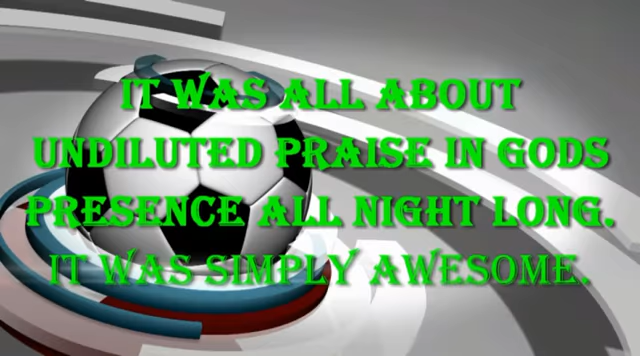 IT WAS ALL ABOUT
UNDILUTED PRAISE IN GODS
PRESENCE ALL NIGHT LONG.
IT WAS SIMPLY AWESOME.